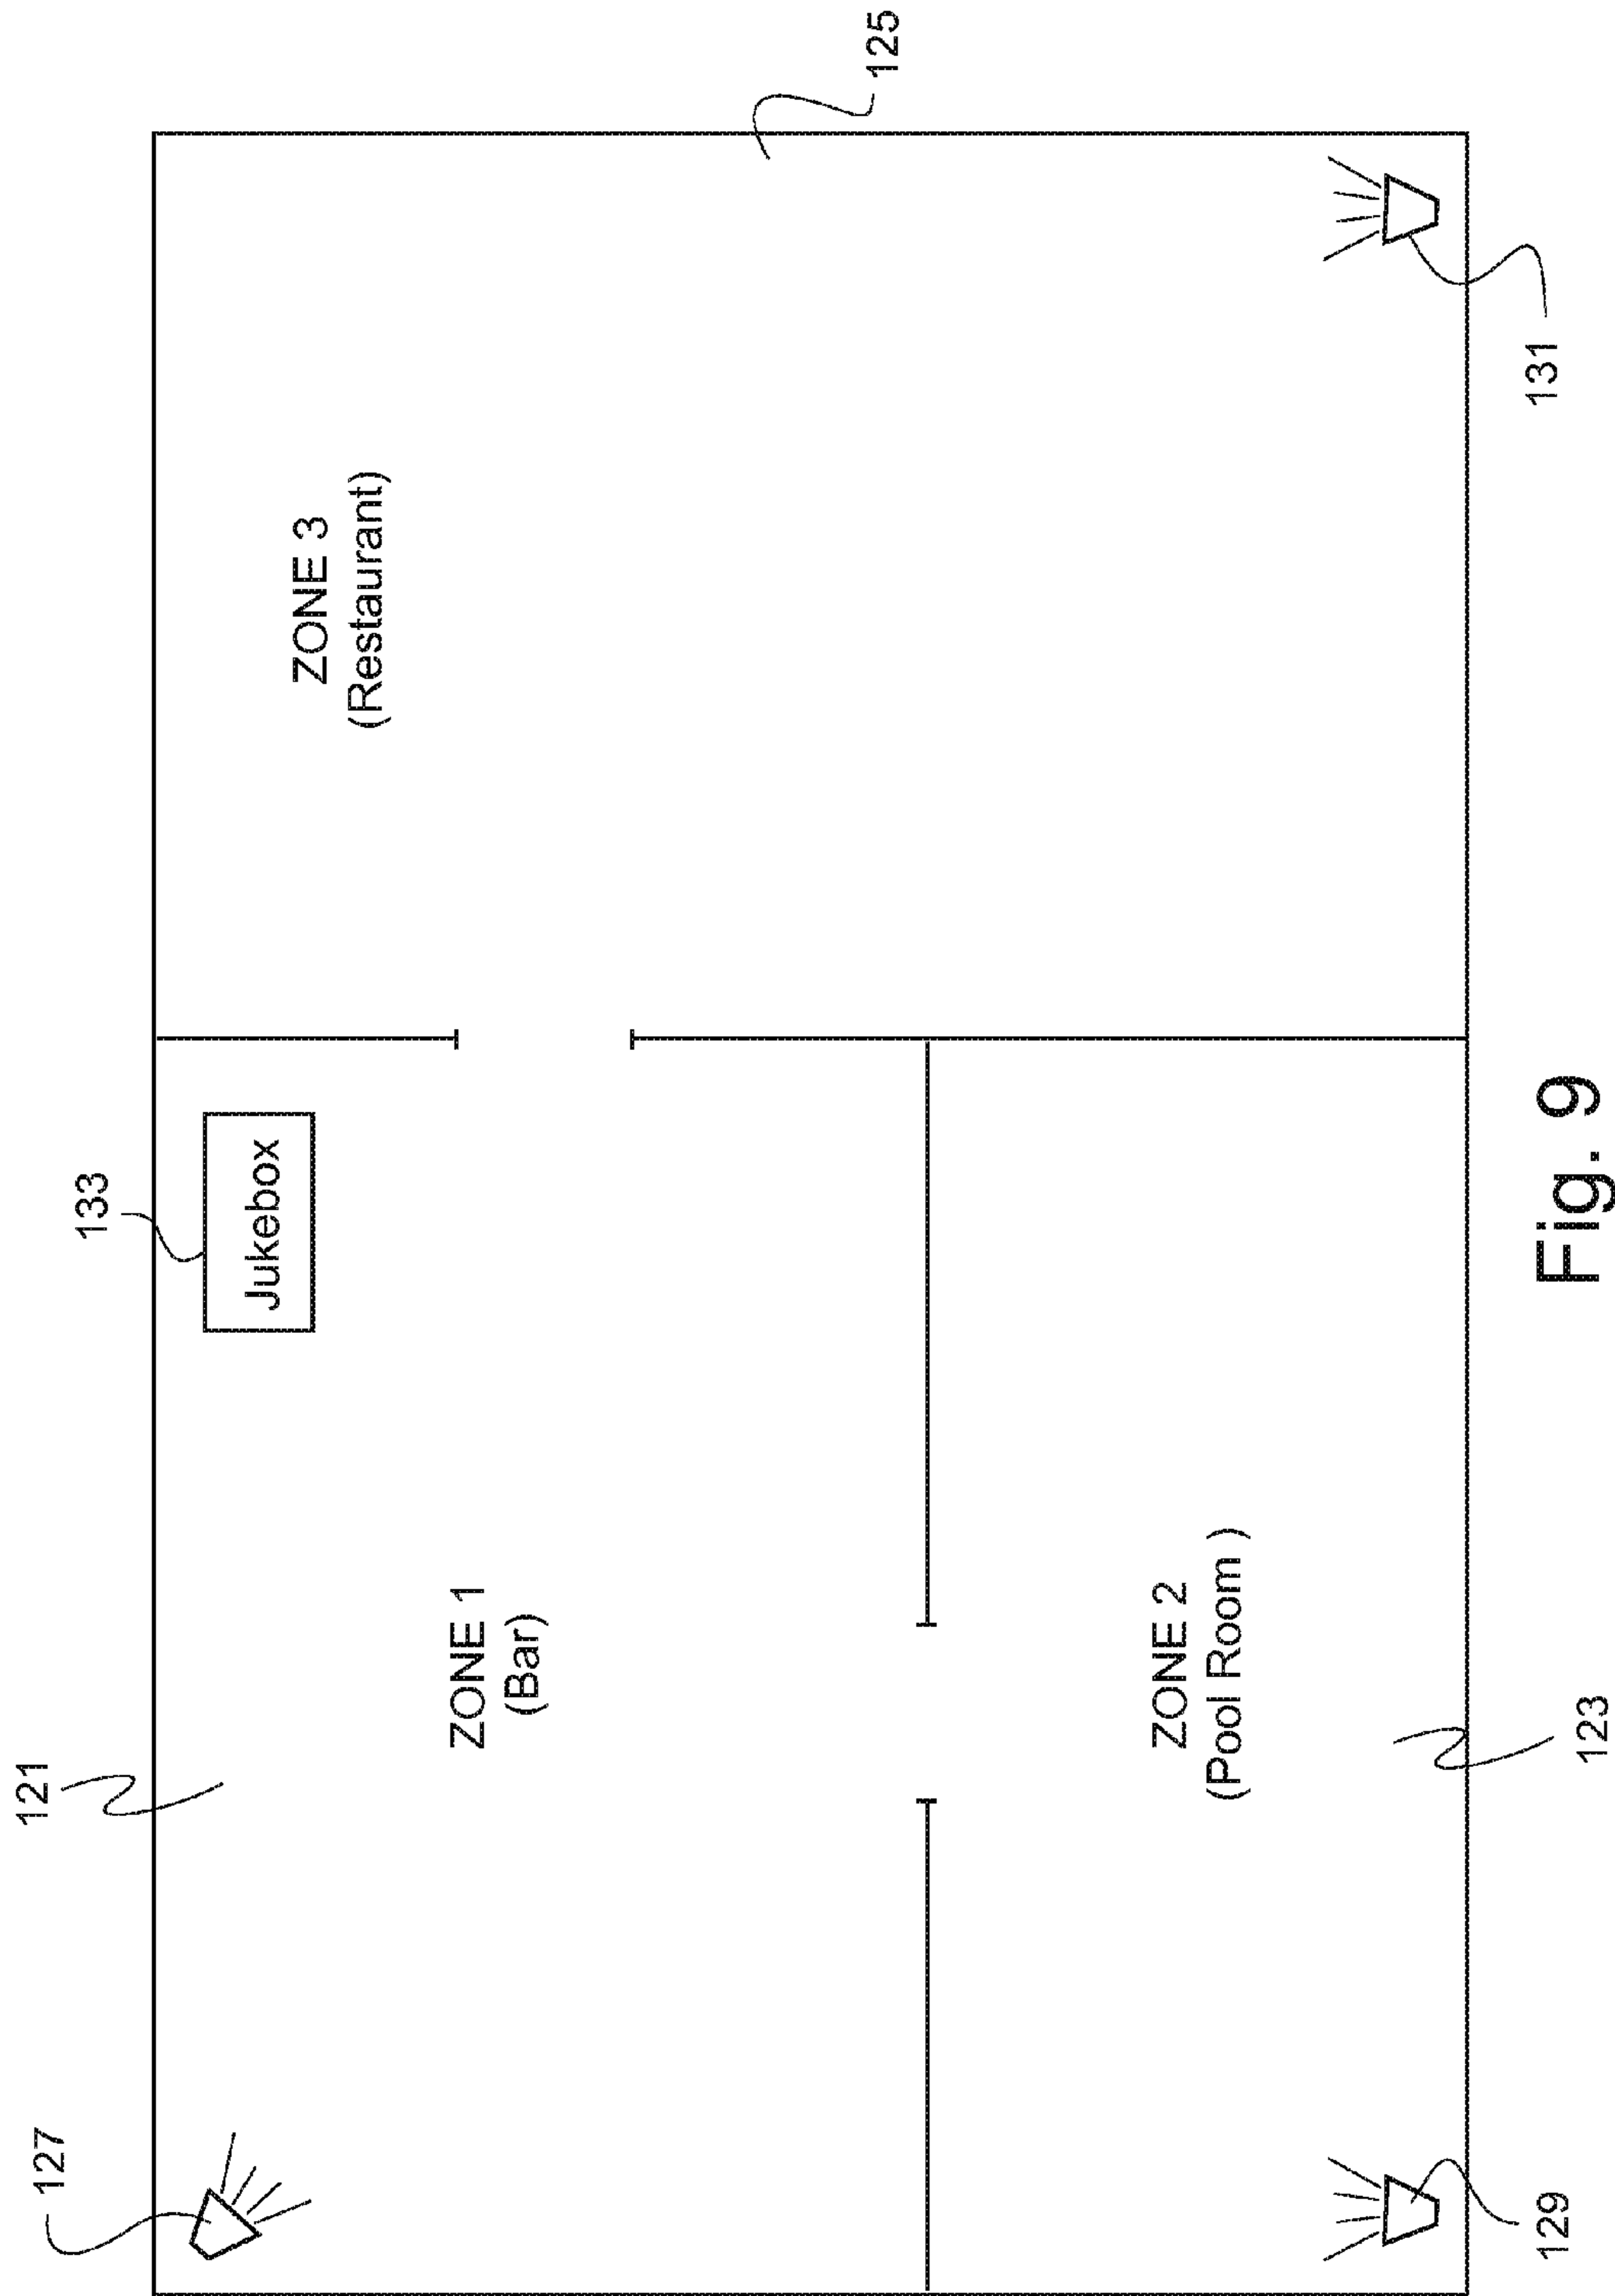 127
121
133
Jukebox
ZONE 1
(Bar)
ZONE 3
(Restaurant)
125
ZONE 2
(Pool Room )
129
123
131
Fig. 9